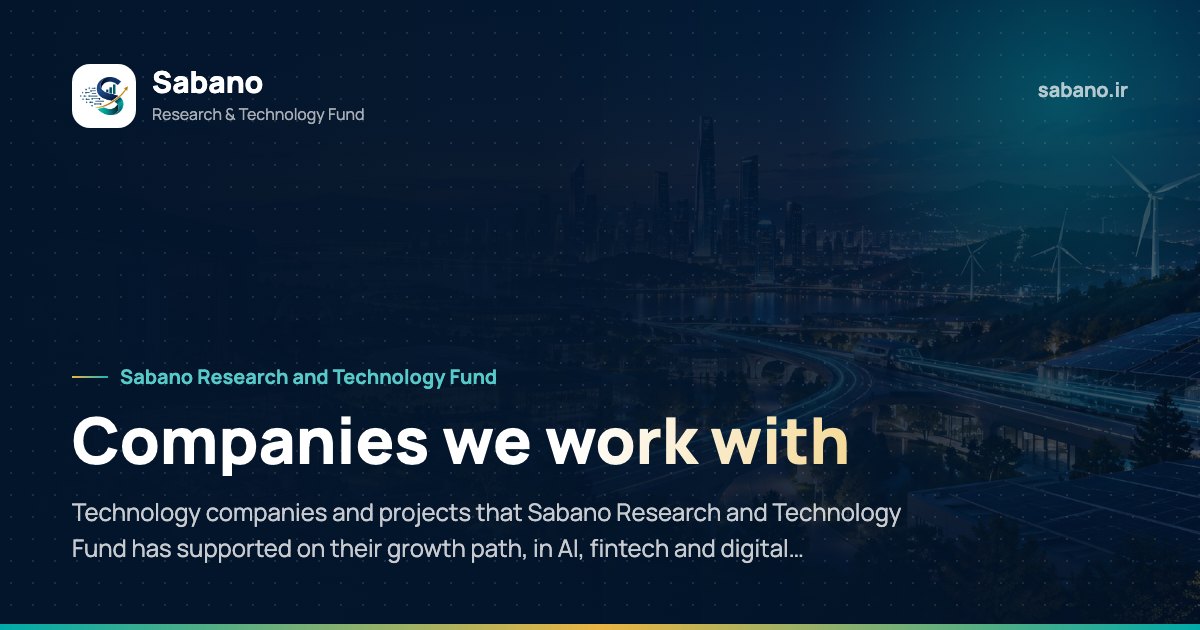 Sabano
Research & Technology Fund
sabano.ir
Sabano Research and Technology Fund
Companies we work with
Technology companies and projects that Sabano Research and Technology
Fund has supported on their growth path, in AI, fintech and digital…